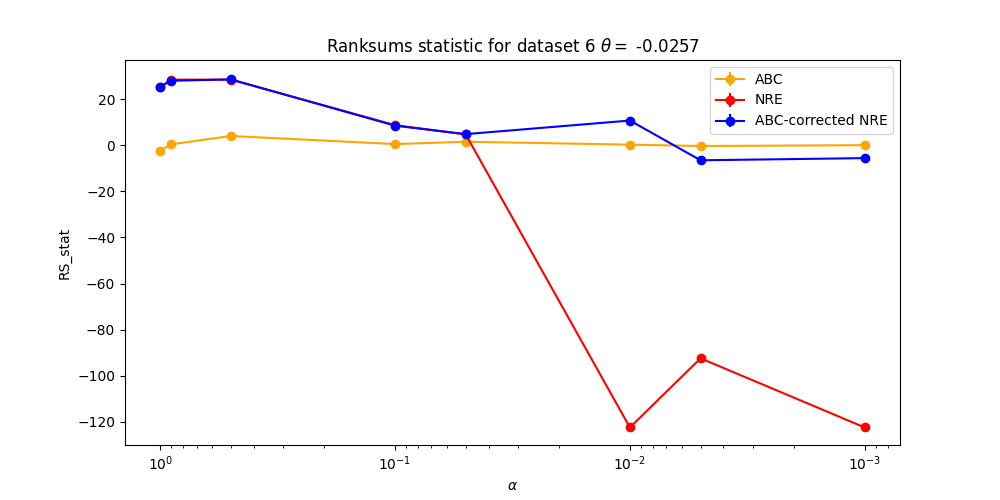 Ranksums statistic for dataset 6 θ = -0.0257
ABC
NRE
ABC-corrected NRE
RS_stat
20
0
−20
−40
−60
−80
−100
−120
10⁰
10⁻¹
10⁻²
10⁻³
α